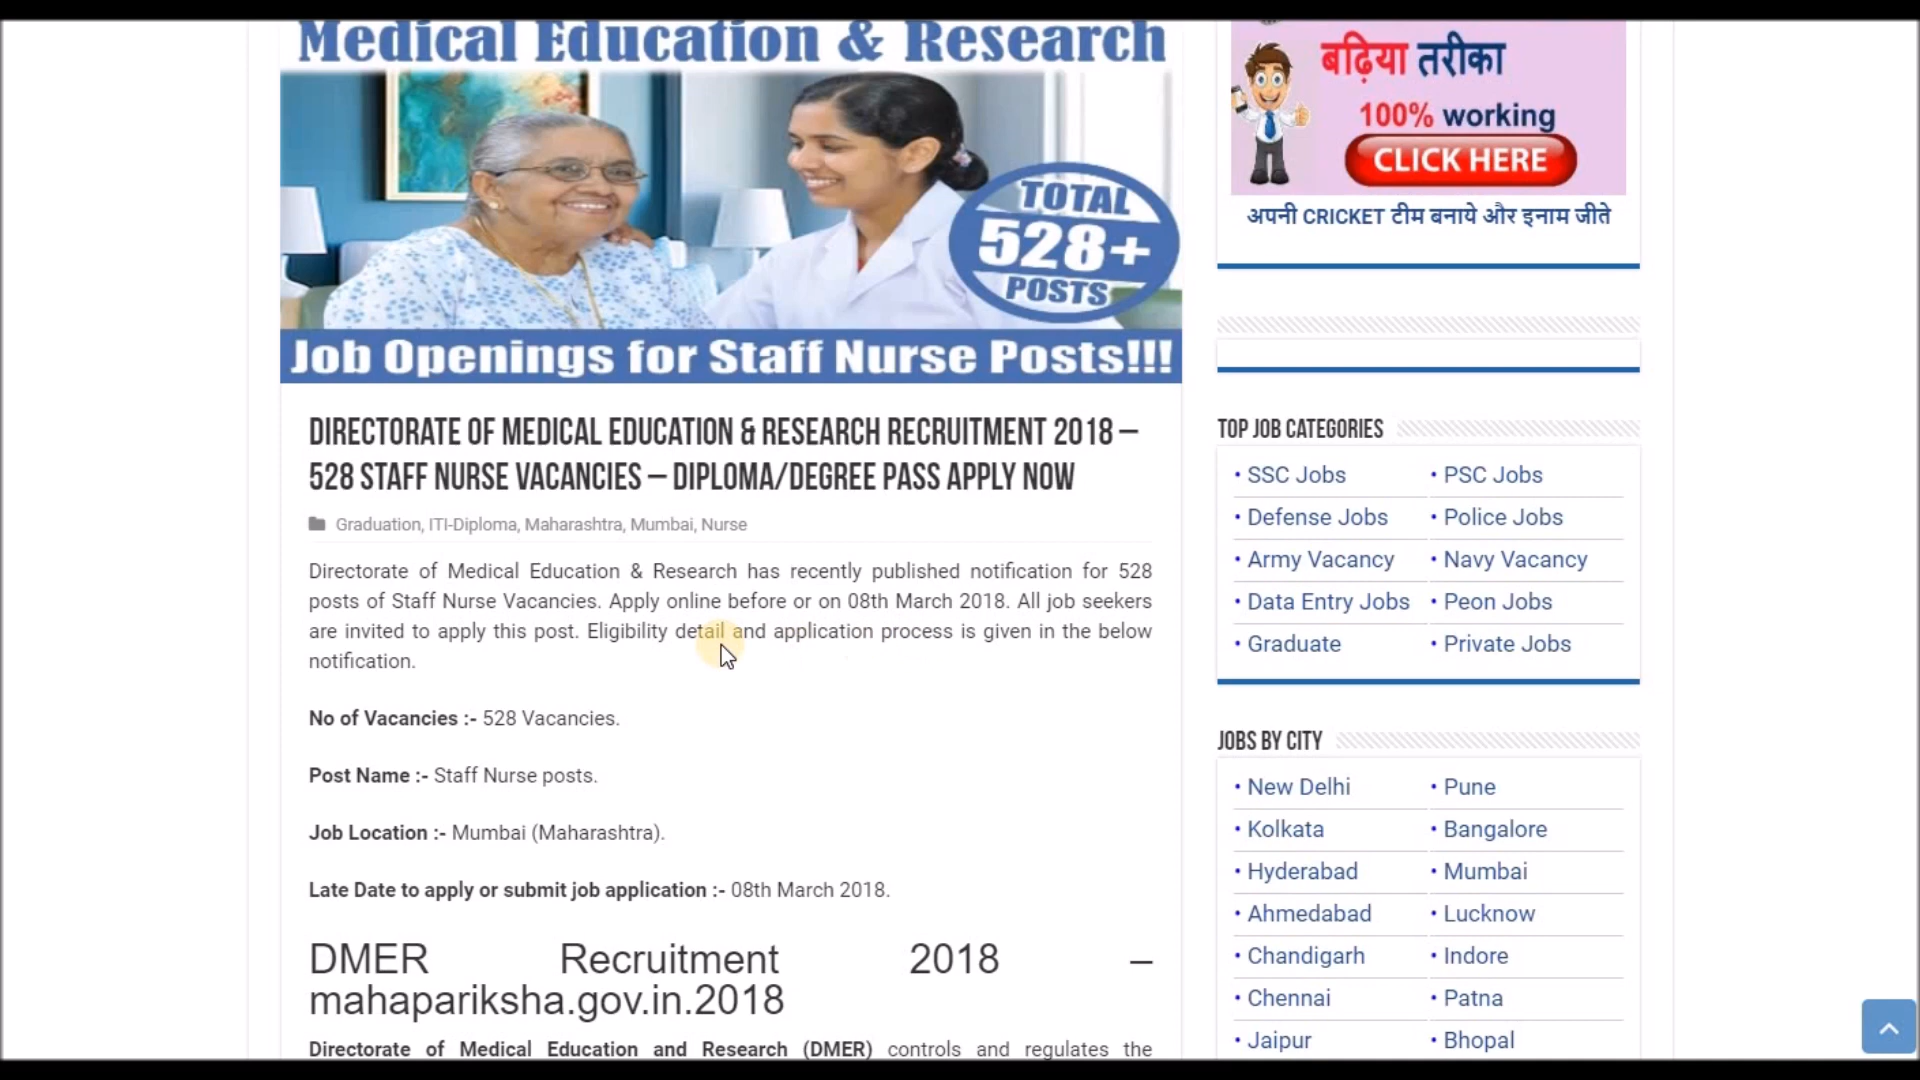 Medical Education & Research
TOTAL
528+
POSTS
Job Openings for Staff Nurse Posts!!!
DIRECTORATE OF MEDICAL EDUCATION & RESEARCH RECRUITMENT 2018 –
528 STAFF NURSE VACANCIES – DIPLOMA/DEGREE PASS APPLY NOW
Graduation, ITI-Diploma, Maharashtra, Mumbai, Nurse
Directorate of Medical Education & Research has recently published notification for 528
posts of Staff Nurse Vacancies. Apply online before or on 08th March 2018. All job seekers
are invited to apply this post. Eligibility detail and application process is given in the below
notification.
No of Vacancies :- 528 Vacancies.
Post Name :- Staff Nurse posts.
Job Location :- Mumbai (Maharashtra).
Late Date to apply or submit job application :- 08th March 2018.
DMER Recruitment 2018 –
mahapariksha.gov.in.2018
Directorate of Medical Education and Research (DMER) controls and regulates the
बढ़िया तरीका
100% working
CLICK HERE
अपनी CRICKET टीम बनाये और इनाम जीते
TOP JOB CATEGORIES
• SSC Jobs • PSC Jobs
• Defense Jobs • Police Jobs
• Army Vacancy • Navy Vacancy
• Data Entry Jobs • Peon Jobs
• Graduate • Private Jobs
JOBS BY CITY
• New Delhi • Pune
• Kolkata • Bangalore
• Hyderabad • Mumbai
• Ahmedabad • Lucknow
• Chandigarh • Indore
• Chennai • Patna
• Jaipur • Bhopal